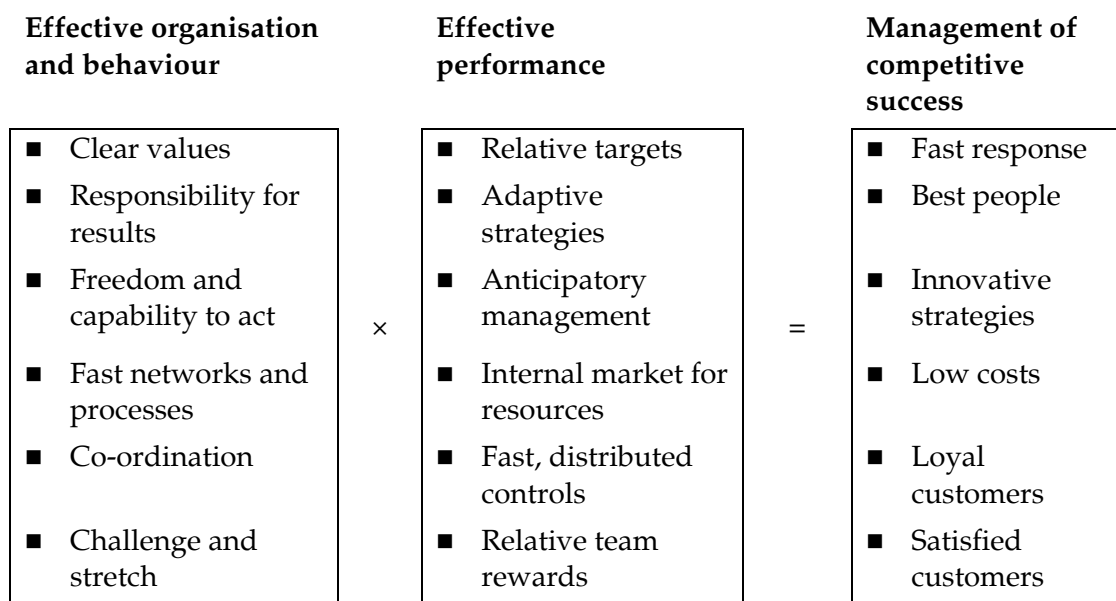 Effective organisation
and behaviour
■ Clear values
■ Responsibility for
results
■ Freedom and
capability to act
■ Fast networks and
processes
■ Co-ordination
■ Challenge and
stretch
×
Effective
performance
■ Relative targets
■ Adaptive
strategies
■ Anticipatory
management
■ Internal market for
resources
■ Fast, distributed
controls
■ Relative team
rewards
=
Management of
competitive
success
■ Fast response
■ Best people
■ Innovative
strategies
■ Low costs
■ Loyal
customers
■ Satisfied
customers